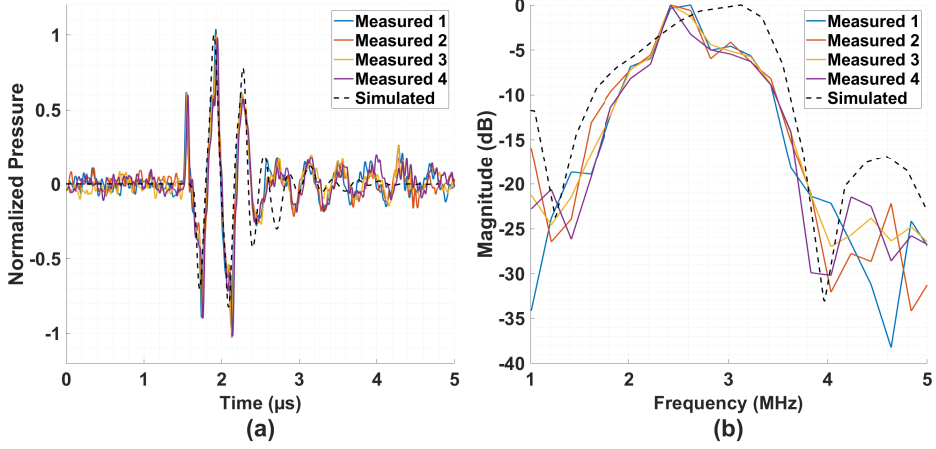 Measured 1
Measured 2
Measured 3
Measured 4
Simulated
1
0.5
0
-0.5
-1
Normalized Pressure
0 1 2 3 4 5
Time (µs)
(a)
Measured 1
Measured 2
Measured 3
Measured 4
Simulated
0
-5
-10
-15
-20
-25
-30
-35
-40
Magnitude (dB)
1 2 3 4 5
Frequency (MHz)
(b)